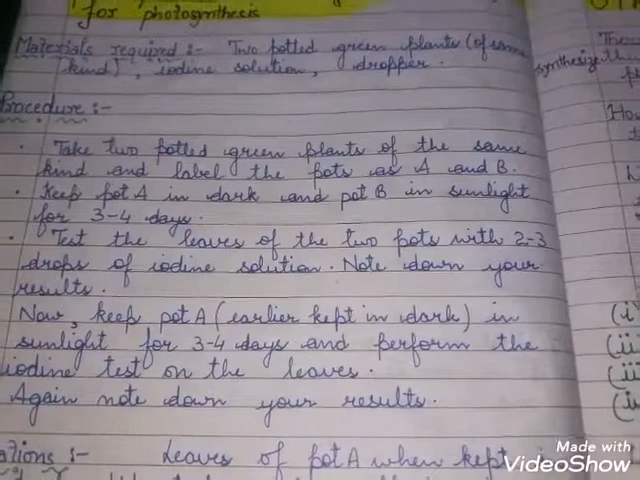 for photosynthesis
Materials required :- Two potted green plants (of same
kind), iodine solution, dropper.
Procedure :-
• Take two potted green plants of the same
kind and label the pots as A and B.
• Keep pot A in dark and pot B in sunlight
for 3-4 days.
• Test the leaves of the two pots with 2-3
drops of iodine solution. Note down your
results.
Now, keep pot A (earlier kept in dark) in
sunlight for 3-4 days and perform the
iodine test on the leaves.
Again note down your results.
ations :- Leaves of pot A when kept
synthesize
(i
(ii
(iii
Made with
VideoShow